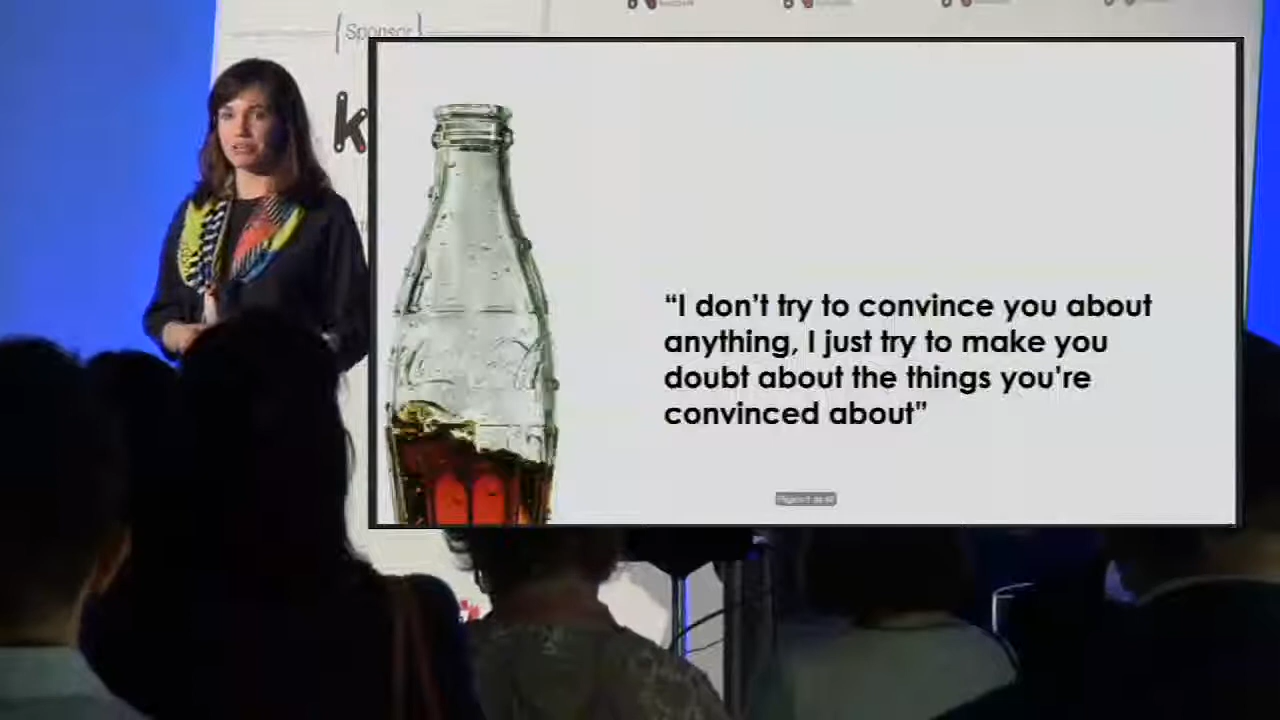 {Sponsor}
k
“I don’t try to convince you about
anything, I just try to make you
doubt about the things you’re
convinced about”